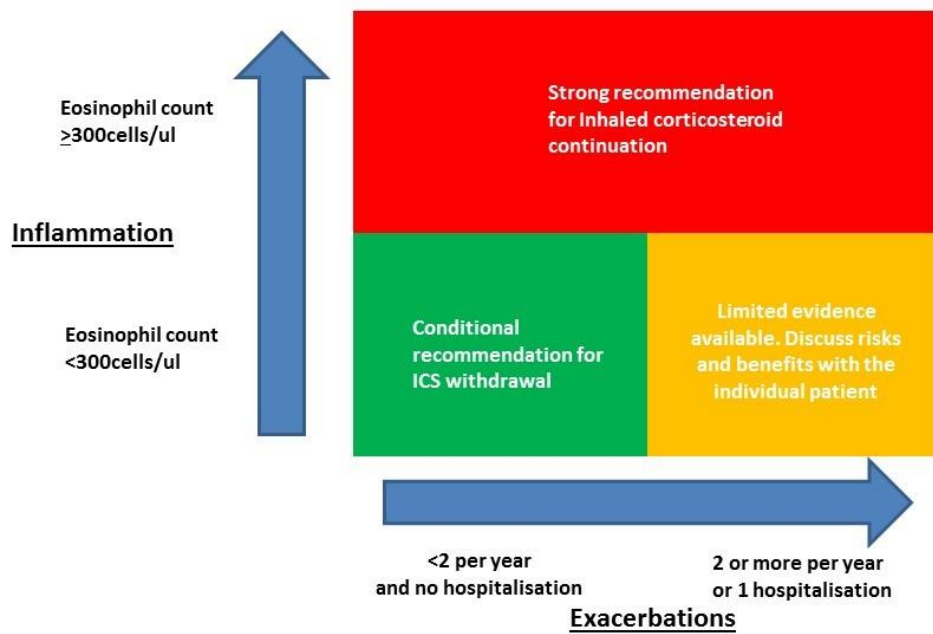 Eosinophil count
≥300cells/ul
Inflammation
Eosinophil count
<300cells/ul
Strong recommendation
for Inhaled corticosteroid
continuation
Conditional
recommendation for
ICS withdrawal
Limited evidence
available. Discuss risks
and benefits with the
individual patient
<2 per year
and no hospitalisation
2 or more per year
or 1 hospitalisation
Exacerbations